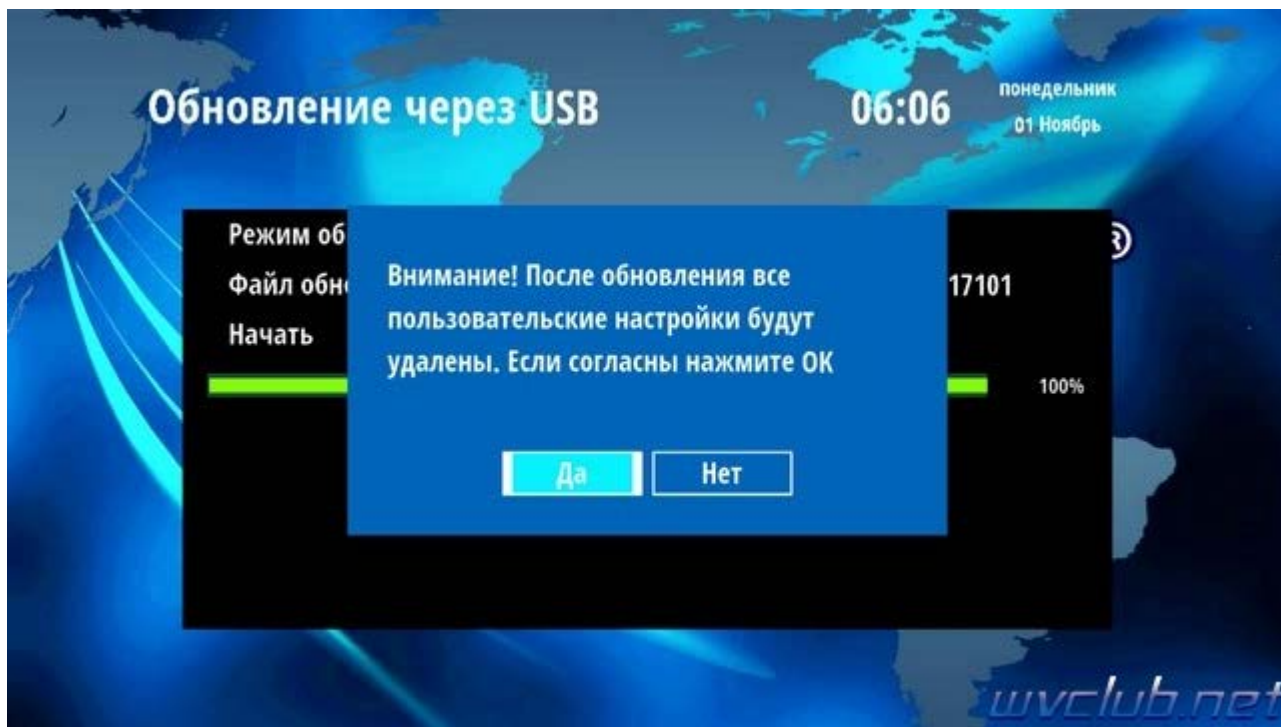 Обновление через USB
06:06
понедельник
01 Ноябрь
Режим об
Файл обн
17101
Начать
Внимание! После обновления все
пользовательские настройки будут
удалены. Если согласны нажмите OK
100%
Да
Нет
®
wvclub.net